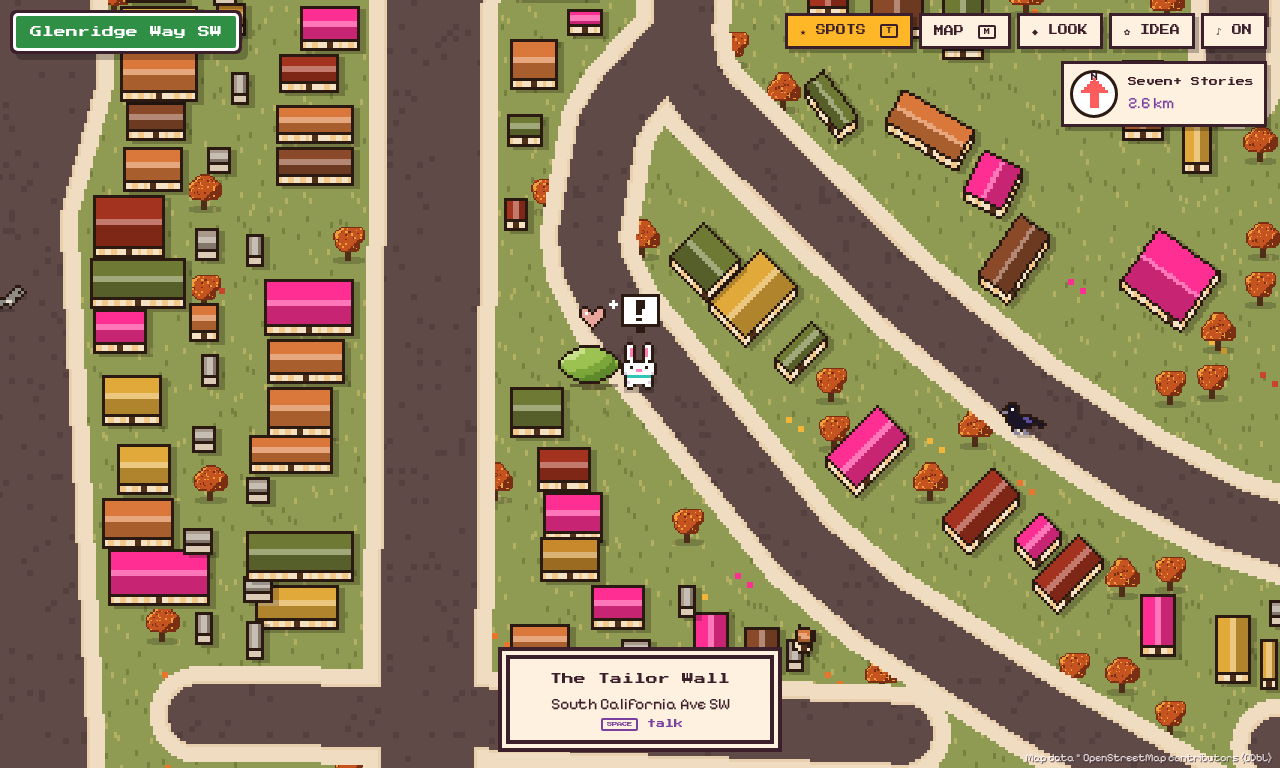 Glenridge Way SW
★ SPOTS T
MAP M
◆ LOOK
✿ IDEA
♪ ON
N
Seven+ Stories
2.6 km
!
The Tailor Wall
South California Ave SW
SPACE talk
Map data © OpenStreetMap contributors (ODbL)